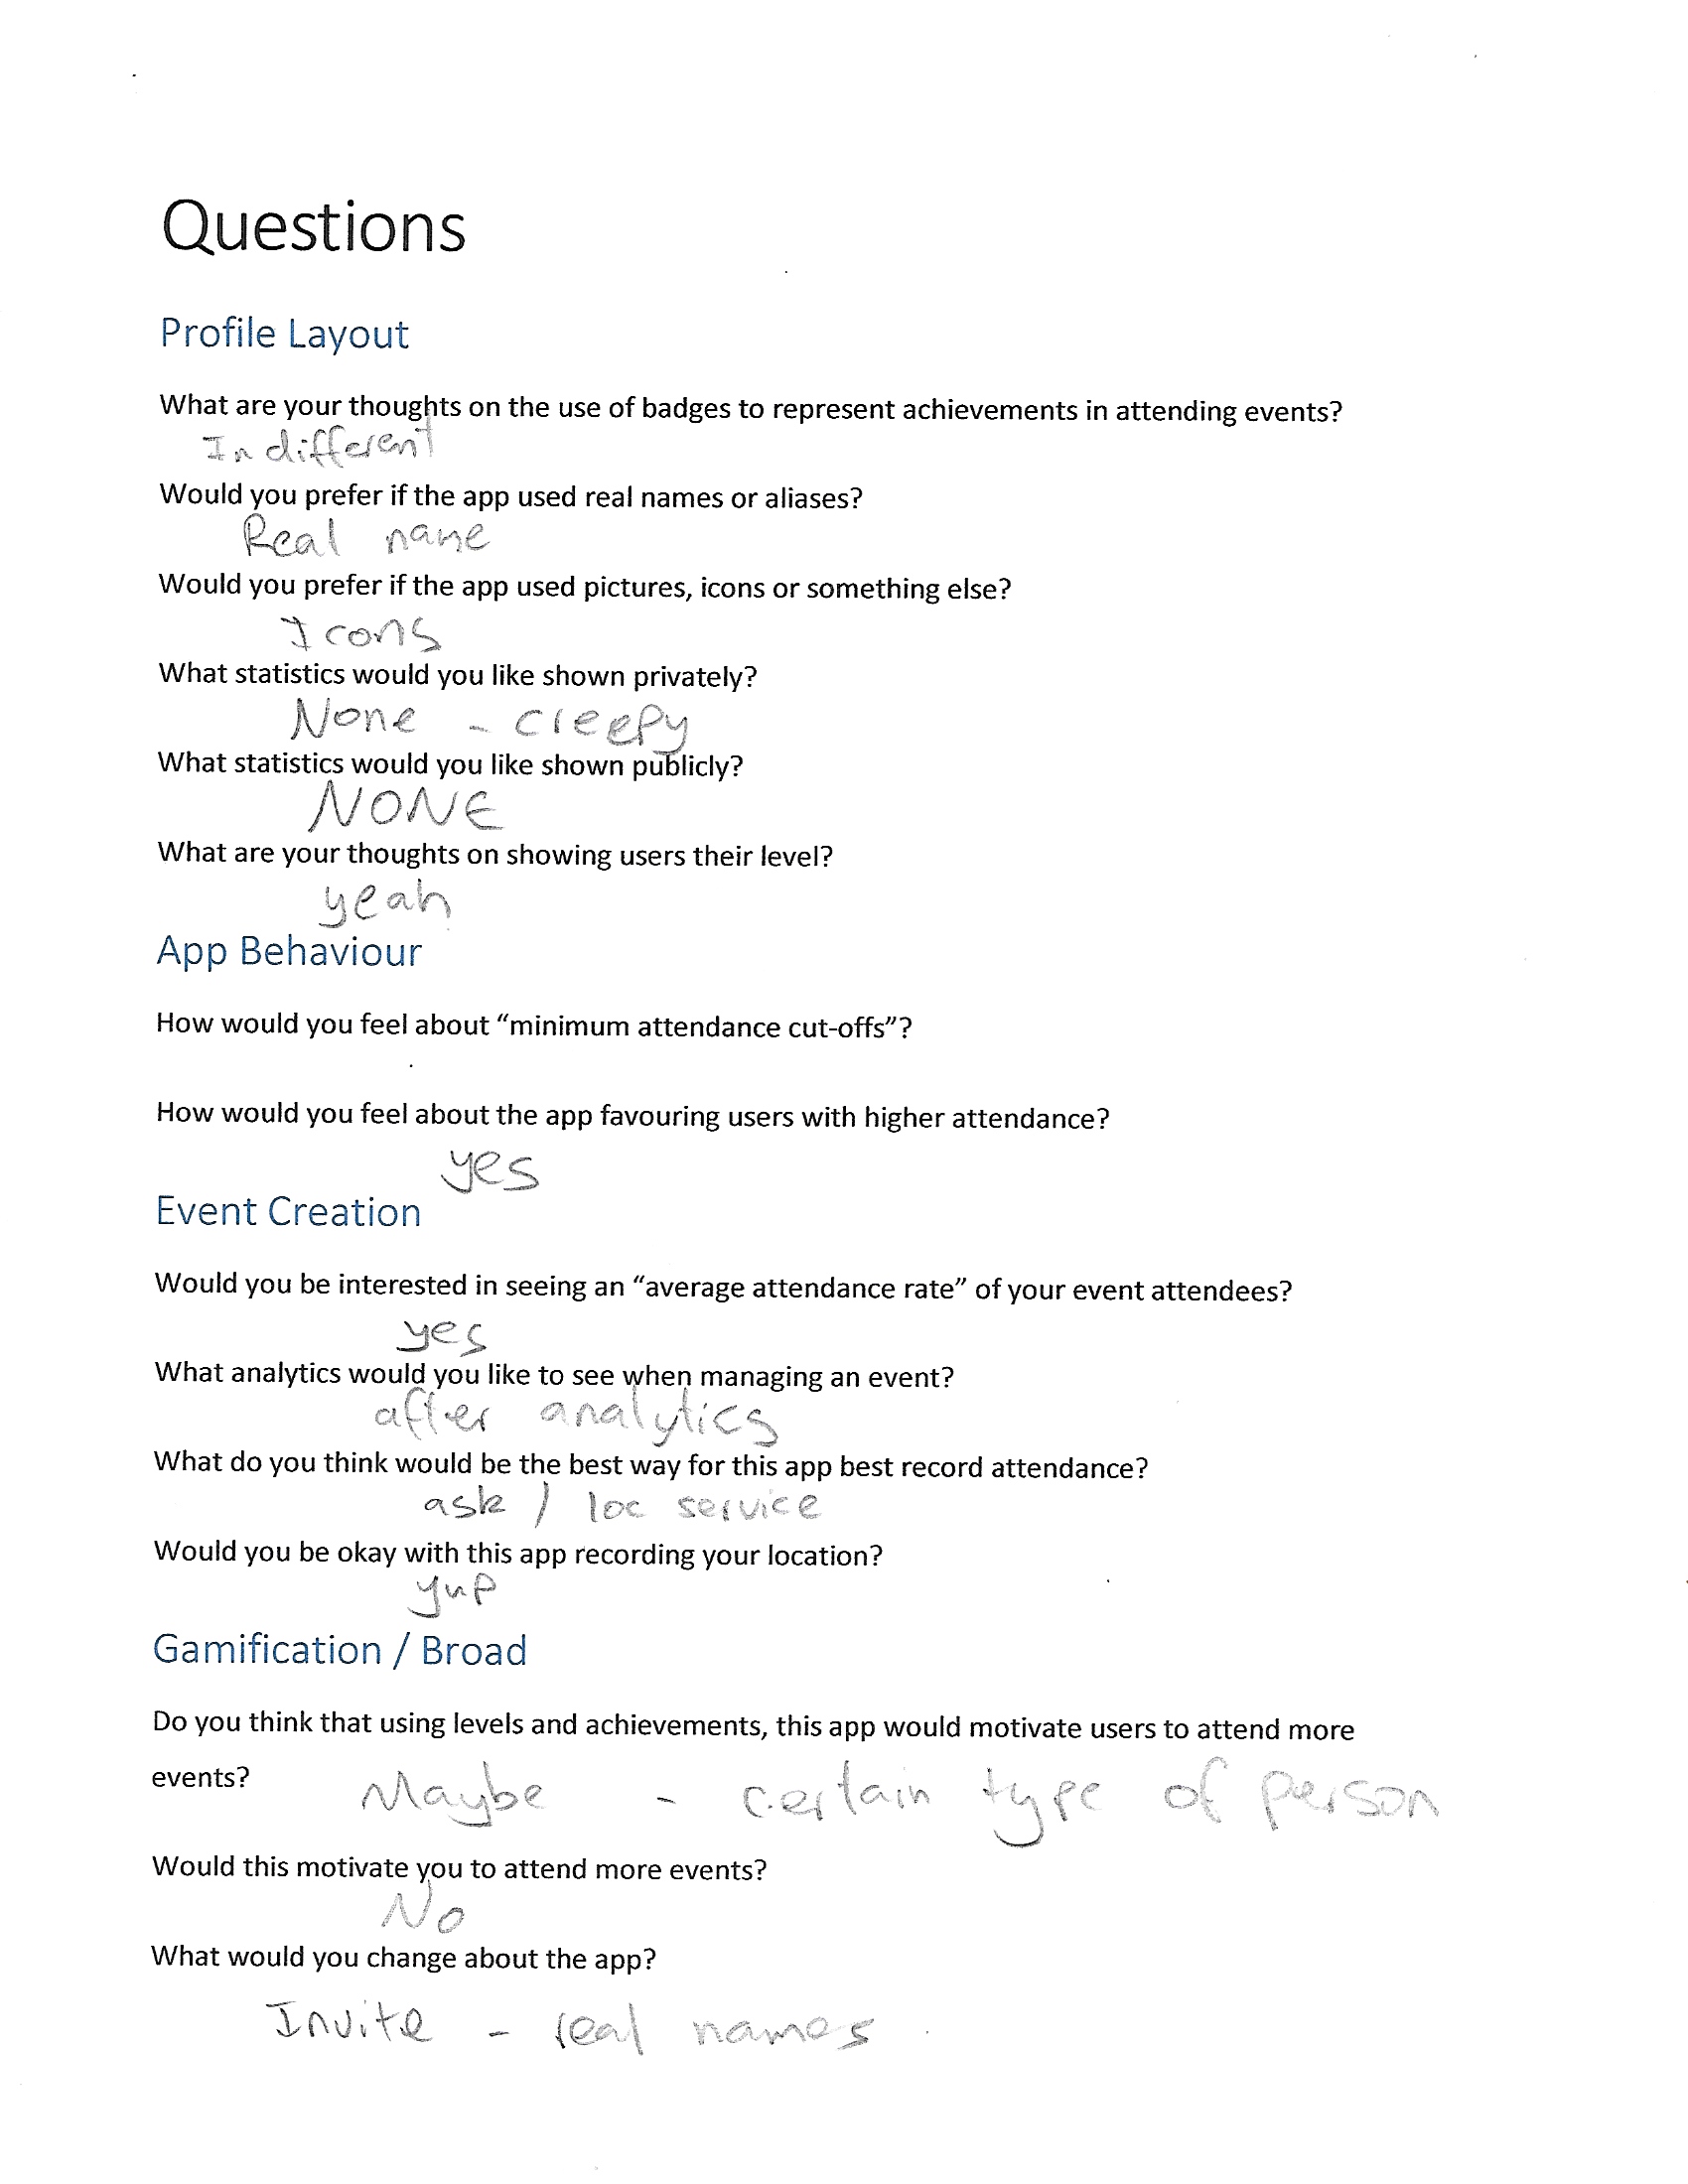 Questions
Profile Layout
What are your thoughts on the use of badges to represent achievements in attending events?
Indifferent
Would you prefer if the app used real names or aliases?
Real name
Would you prefer if the app used pictures, icons or something else?
Icons
What statistics would you like shown privately?
None - creepy
What statistics would you like shown publicly?
NONE
What are your thoughts on showing users their level?
yeah
App Behaviour
How would you feel about “minimum attendance cut-offs”?
How would you feel about the app favouring users with higher attendance?
yes
Event Creation
Would you be interested in seeing an “average attendance rate” of your event attendees?
yes
What analytics would you like to see when managing an event?
after analytics
What do you think would be the best way for this app best record attendance?
ask / loc service
Would you be okay with this app recording your location?
yup
Gamification / Broad
Do you think that using levels and achievements, this app would motivate users to attend more
events? Maybe - certain type of person
Would this motivate you to attend more events?
No
What would you change about the app?
Invite - real names